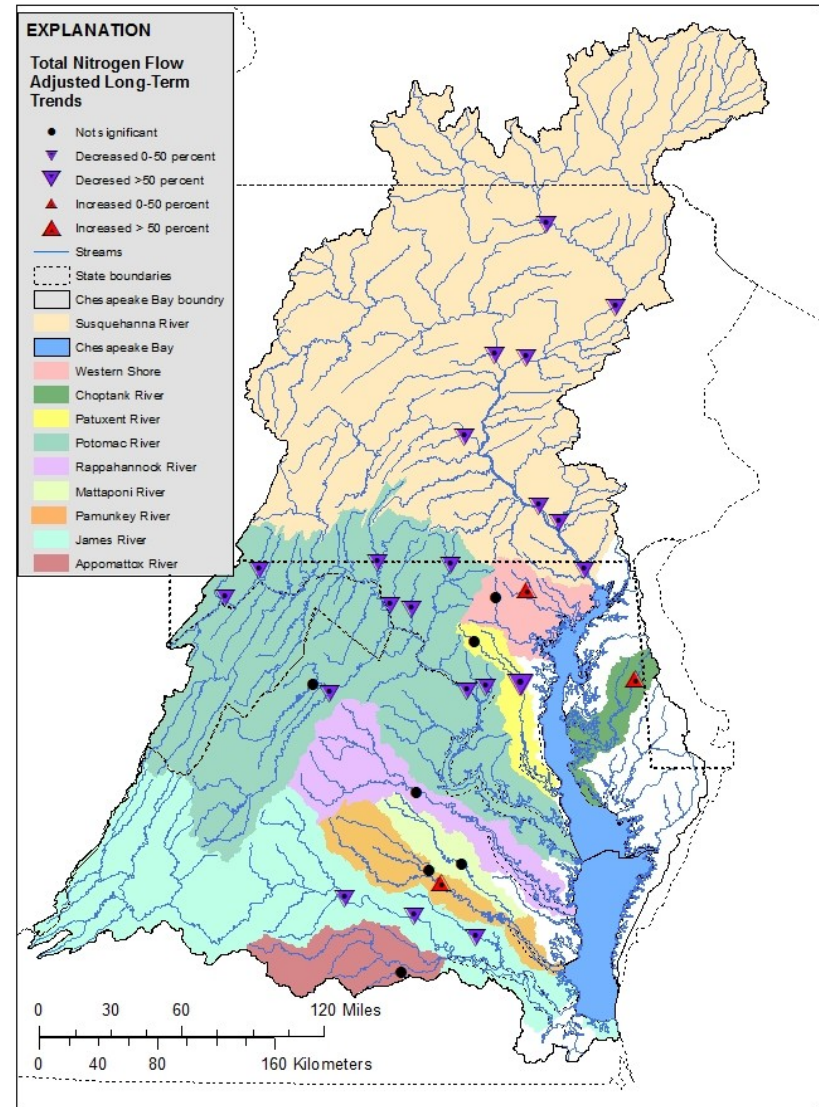 EXPLANATION
Total Nitrogen Flow
Adjusted Long-Term
Trends
Not significant
Decreased 0-50 percent
Decresed >50 percent
Increased 0-50 percent
Increased > 50 percent
Streams
State boundaries
Chesapeake Bay boundry
Susquehanna River
Chesapeake Bay
Western Shore
Choptank River
Patuxent River
Potomac River
Rappahannock River
Mattaponi River
Pamunkey River
James River
Appomattox River
0 30 60 120 Miles
0 40 80 160 Kilometers